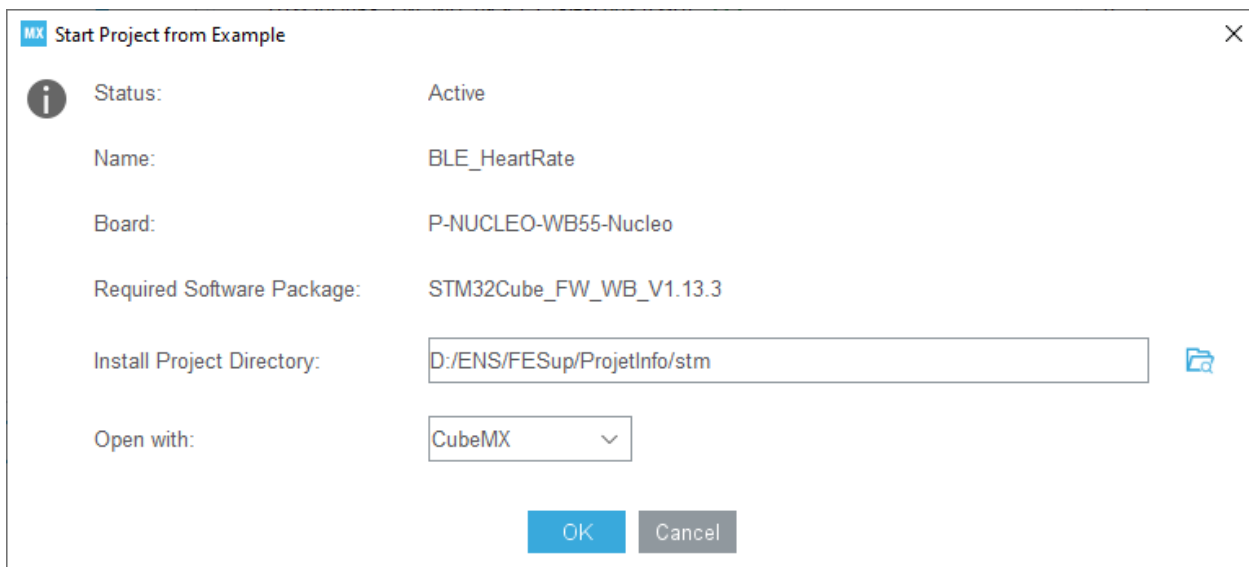 MX Start Project from Example
Status: Active
Name: BLE_HeartRate
Board: P-NUCLEO-WB55-Nucleo
Required Software Package: STM32Cube_FW_WB_V1.13.3
Install Project Directory: D:/ENS/FESup/ProjetInfo/stm
Open with: CubeMX
OK Cancel